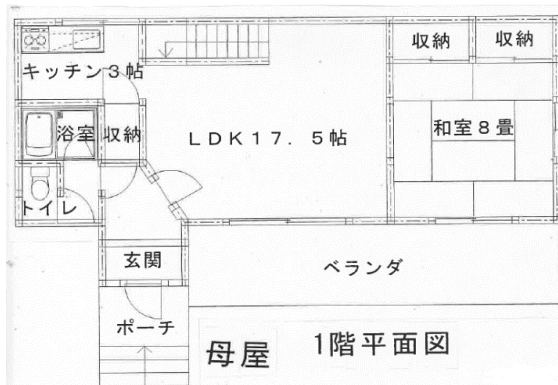 収納
収納
キッチン3帖
浴室
収納
LDK17.5帖
和室8畳
トイレ
玄関
ベランダ
ポーチ
母屋
1階平面図